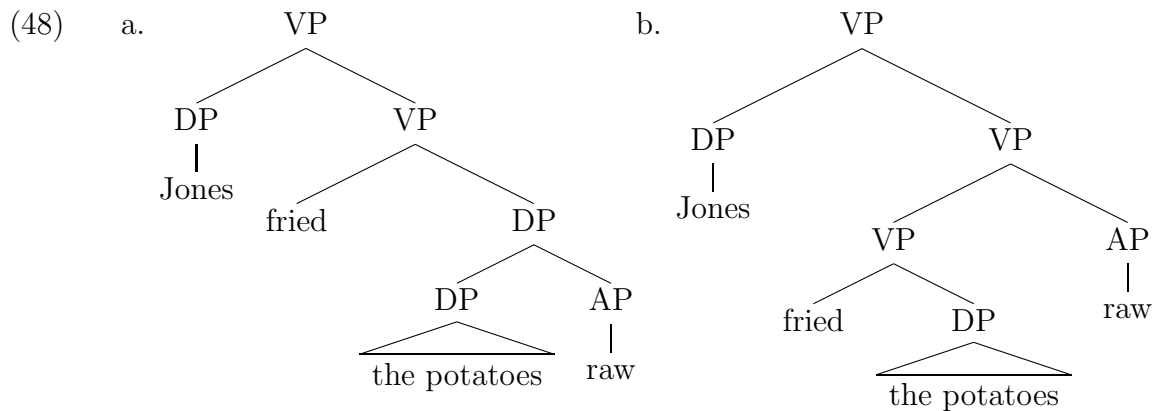 (48) a. VP b. VP
DP VP DP VP
Jones fried DP Jones VP AP
DP AP fried DP raw
the potatoes raw the potatoes